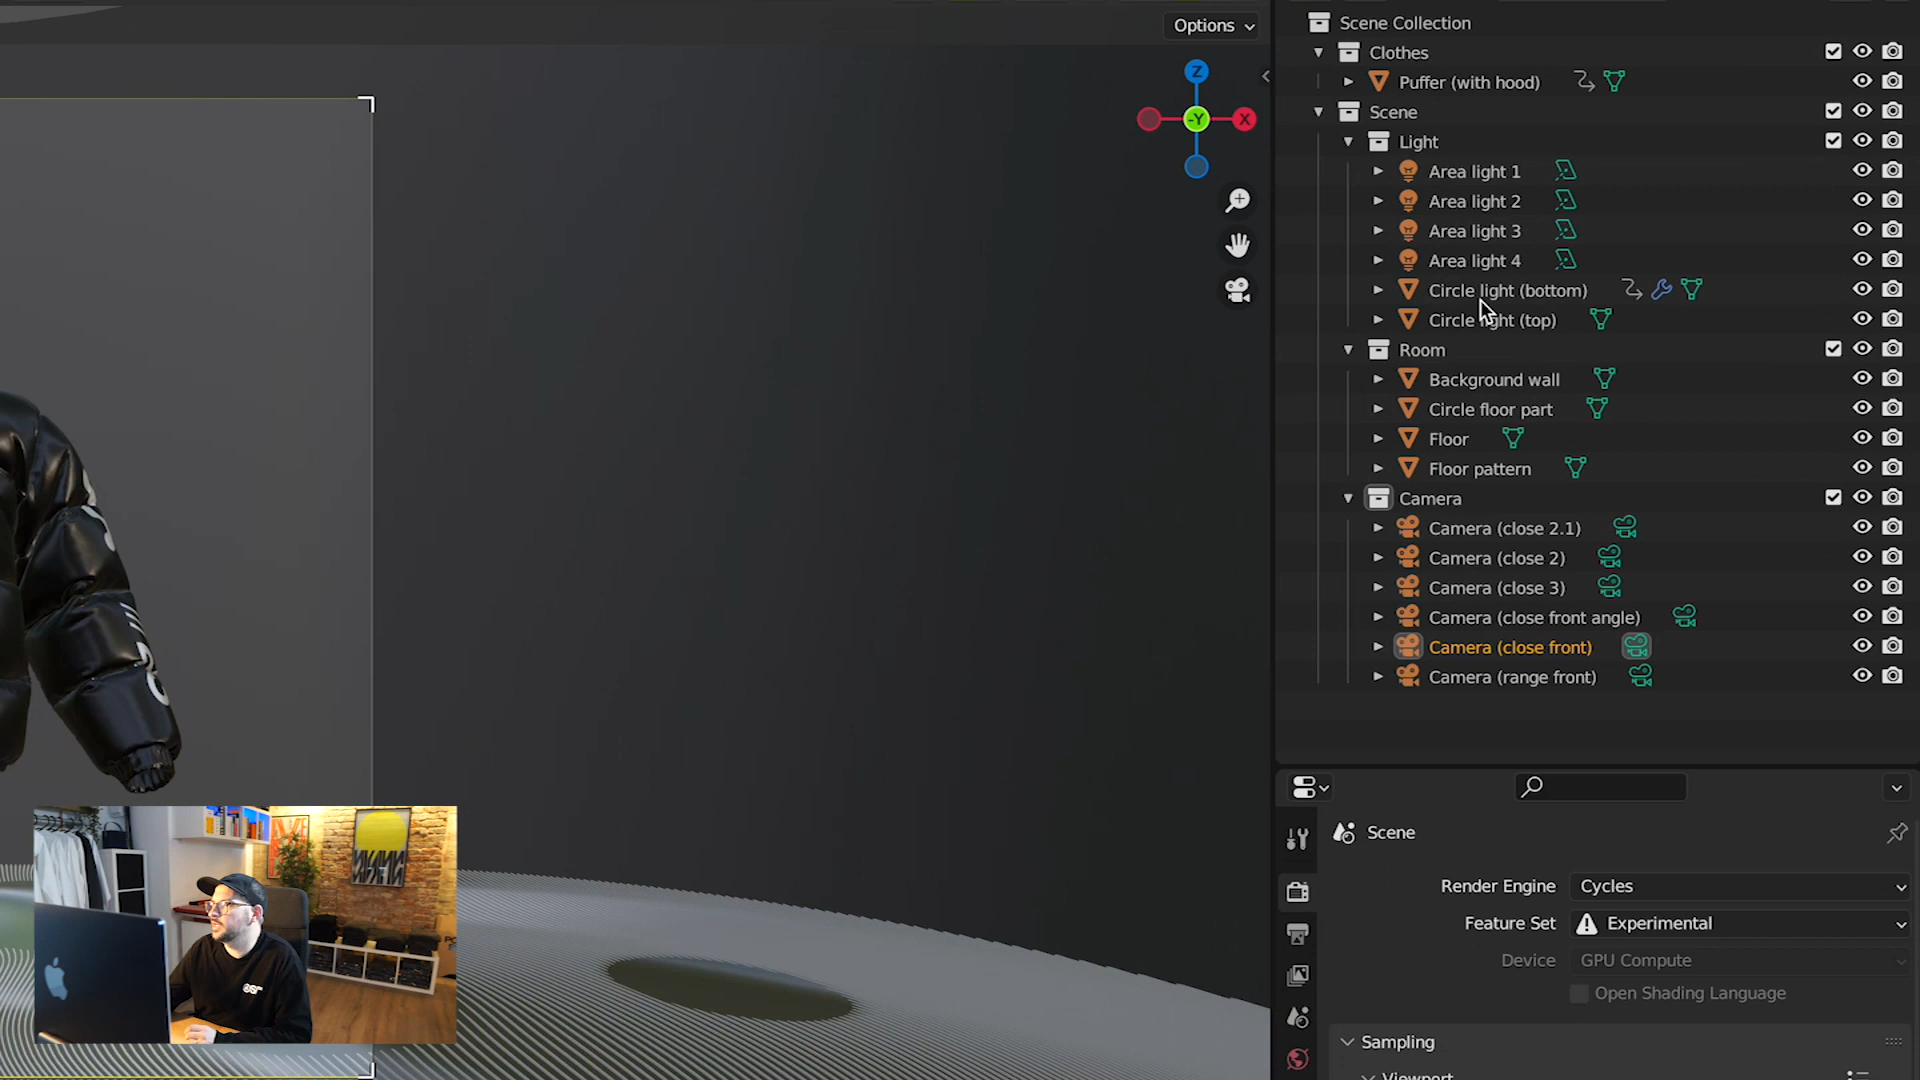 Options
Z
-Y
X
Scene Collection
Clothes
Puffer (with hood)
Scene
Light
Area light 1
Area light 2
Area light 3
Area light 4
Circle light (bottom)
Circle light (top)
Room
Background wall
Circle floor part
Floor
Floor pattern
Camera
Camera (close 2.1)
Camera (close 2)
Camera (close 3)
Camera (close front angle)
Camera (close front)
Camera (range front)
Scene
Render Engine Cycles
Feature Set Experimental
Device GPU Compute
Open Shading Language
Sampling
Viewport